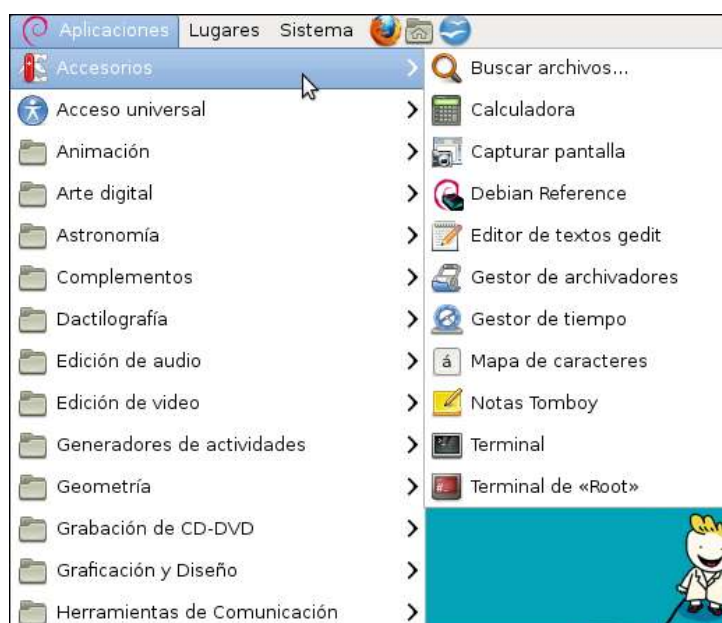 Aplicaciones Lugares Sistema
Accesorios
Acceso universal
Animación
Arte digital
Astronomía
Complementos
Dactilografía
Edición de audio
Edición de video
Generadores de actividades
Geometría
Grabación de CD-DVD
Graficación y Diseño
Herramientas de Comunicación
Buscar archivos...
Calculadora
Capturar pantalla
Debian Reference
Editor de textos gedit
Gestor de archivadores
Gestor de tiempo
á Mapa de caracteres
Notas Tomboy
Terminal
Terminal de «Root»